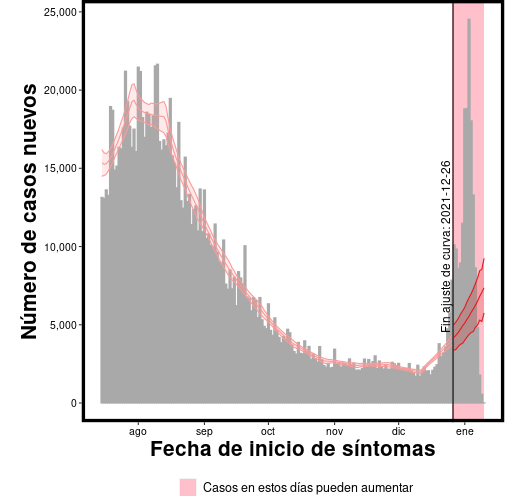 25,000
20,000
15,000
10,000
5,000
0
Número de casos nuevos
Fin ajuste de curva: 2021-12-26
ago sep oct nov dic ene
Fecha de inicio de síntomas
Casos en estos días pueden aumentar